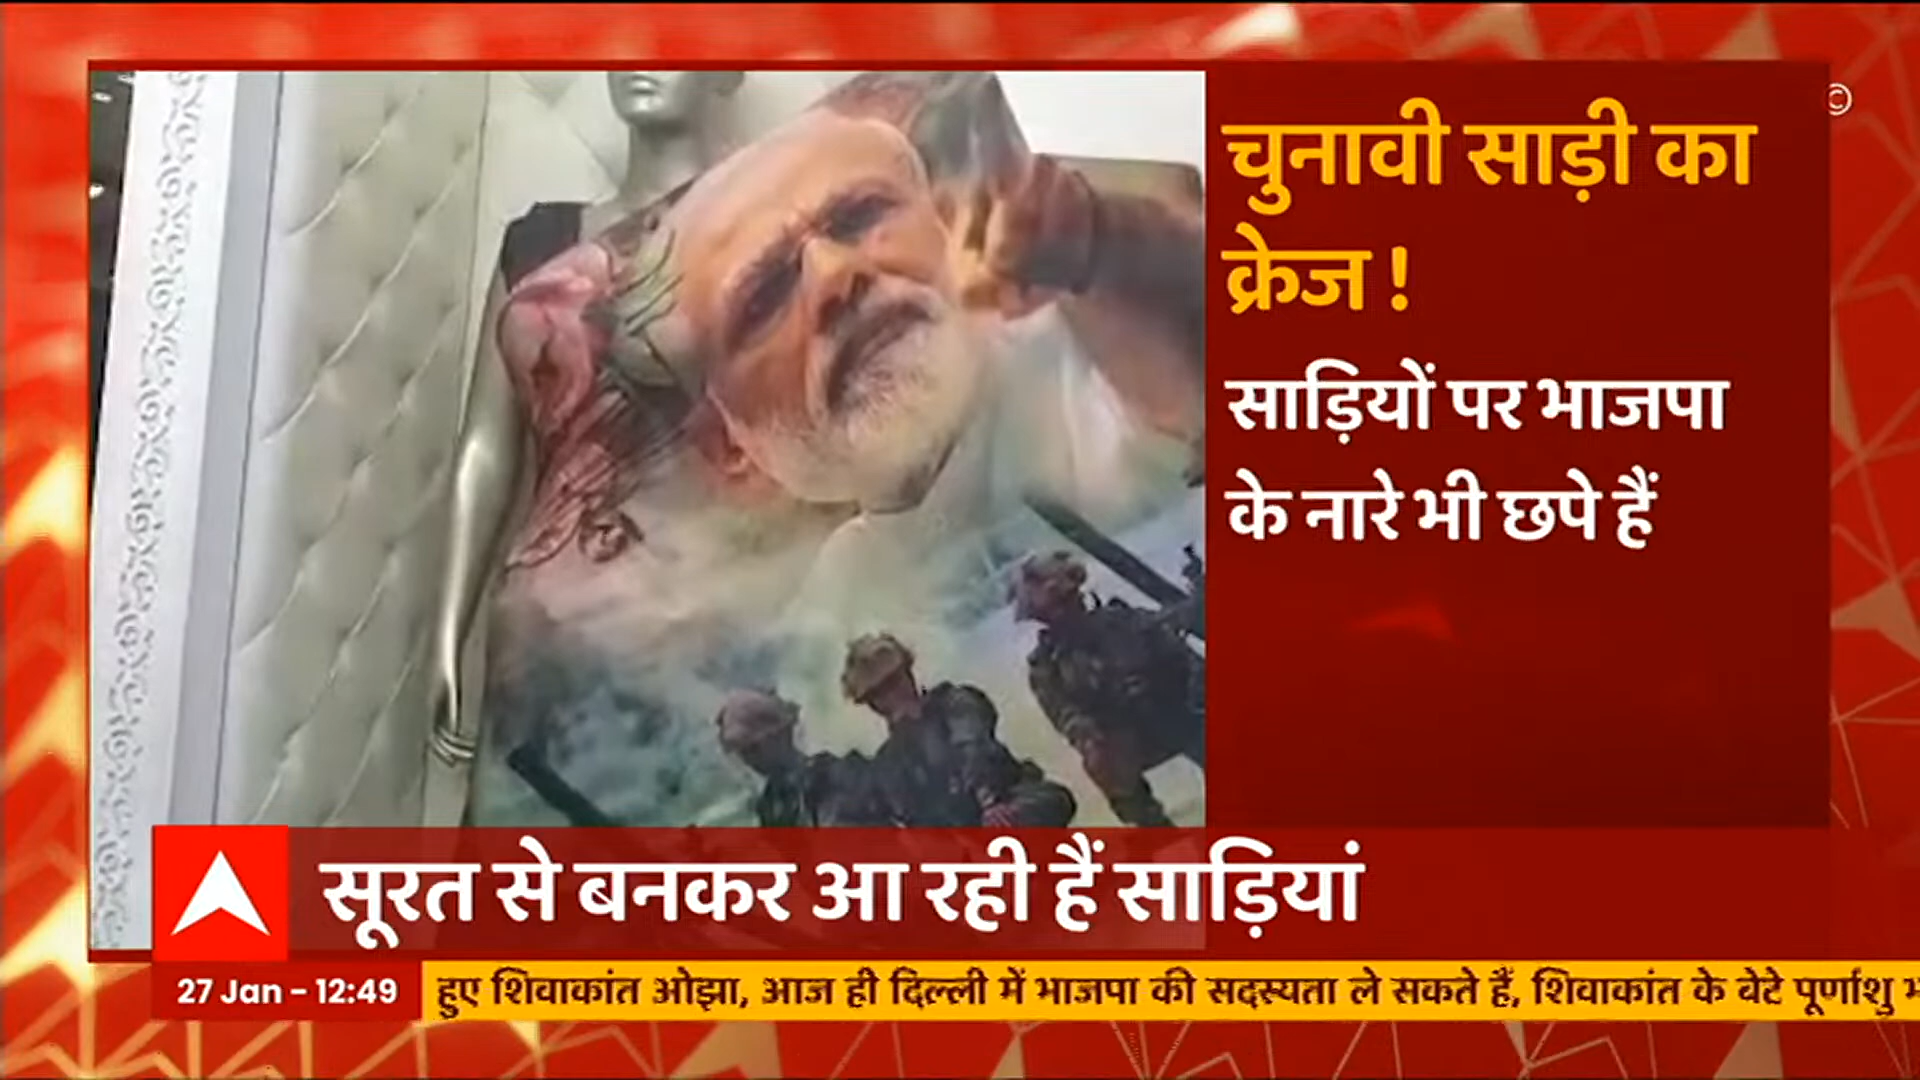 ©
चुनावी साड़ी का
क्रेज !
साड़ियों पर भाजपा
के नारे भी छपे हैं
सूरत से बनकर आ रही हैं साड़ियां
27 Jan - 12:49
हुए शिवाकांत ओझा, आज ही दिल्ली में भाजपा की सदस्यता ले सकते हैं, शिवाकांत के बेटे पूर्णाशु